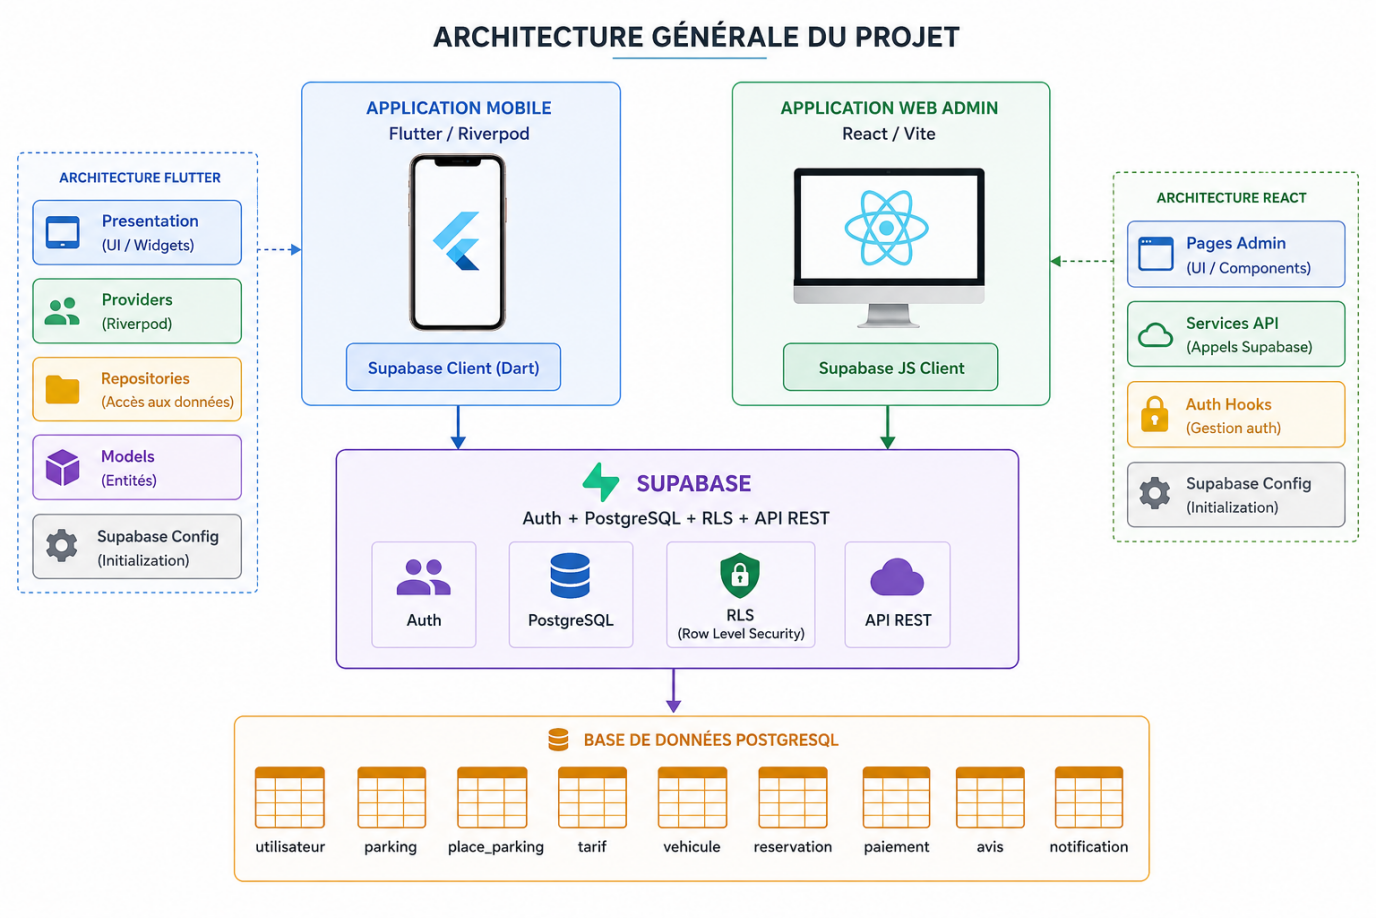 ARCHITECTURE GÉNÉRALE DU PROJET
ARCHITECTURE FLUTTER
Presentation
(UI / Widgets)
Providers
(Riverpod)
Repositories
(Accès aux données)
Models
(Entités)
Supabase Config
(Initialization)
APPLICATION MOBILE
Flutter / Riverpod
Supabase Client (Dart)
APPLICATION WEB ADMIN
React / Vite
Supabase JS Client
ARCHITECTURE REACT
Pages Admin
(UI / Components)
Services API
(Appels Supabase)
Auth Hooks
(Gestion auth)
Supabase Config
(Initialization)
SUPABASE
Auth + PostgreSQL + RLS + API REST
Auth
PostgreSQL
RLS
(Row Level Security)
API REST
BASE DE DONNÉES POSTGRESQL
utilisateur
parking
place_parking
tarif
vehicule
reservation
paiement
avis
notification